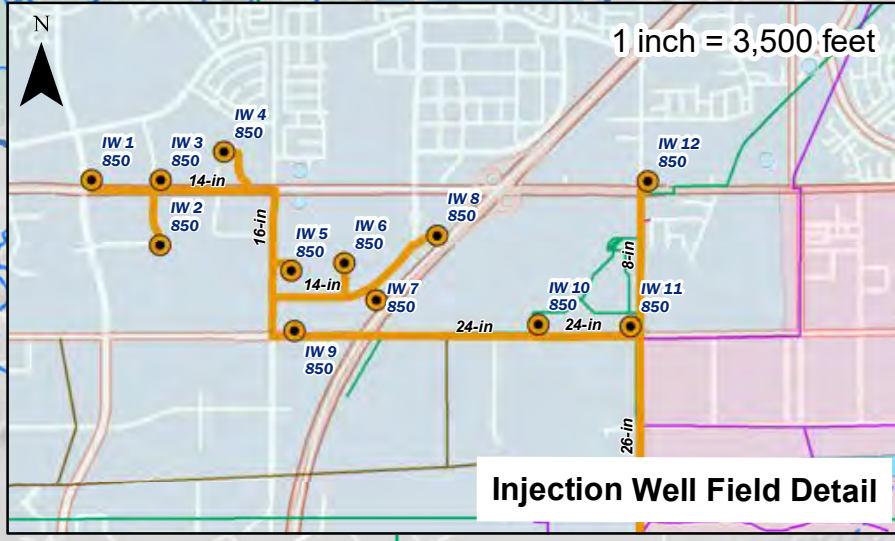 N
1 inch = 3,500 feet
IW 1
850
IW 3
850
IW 4
850
14-in
IW 2
850
16-in
IW 5
850
IW 6
850
IW 8
850
14-in
IW 7
850
IW 9
850
24-in
IW 10
850
24-in
IW 11
850
8-in
IW 12
850
26-in
Injection Well Field Detail